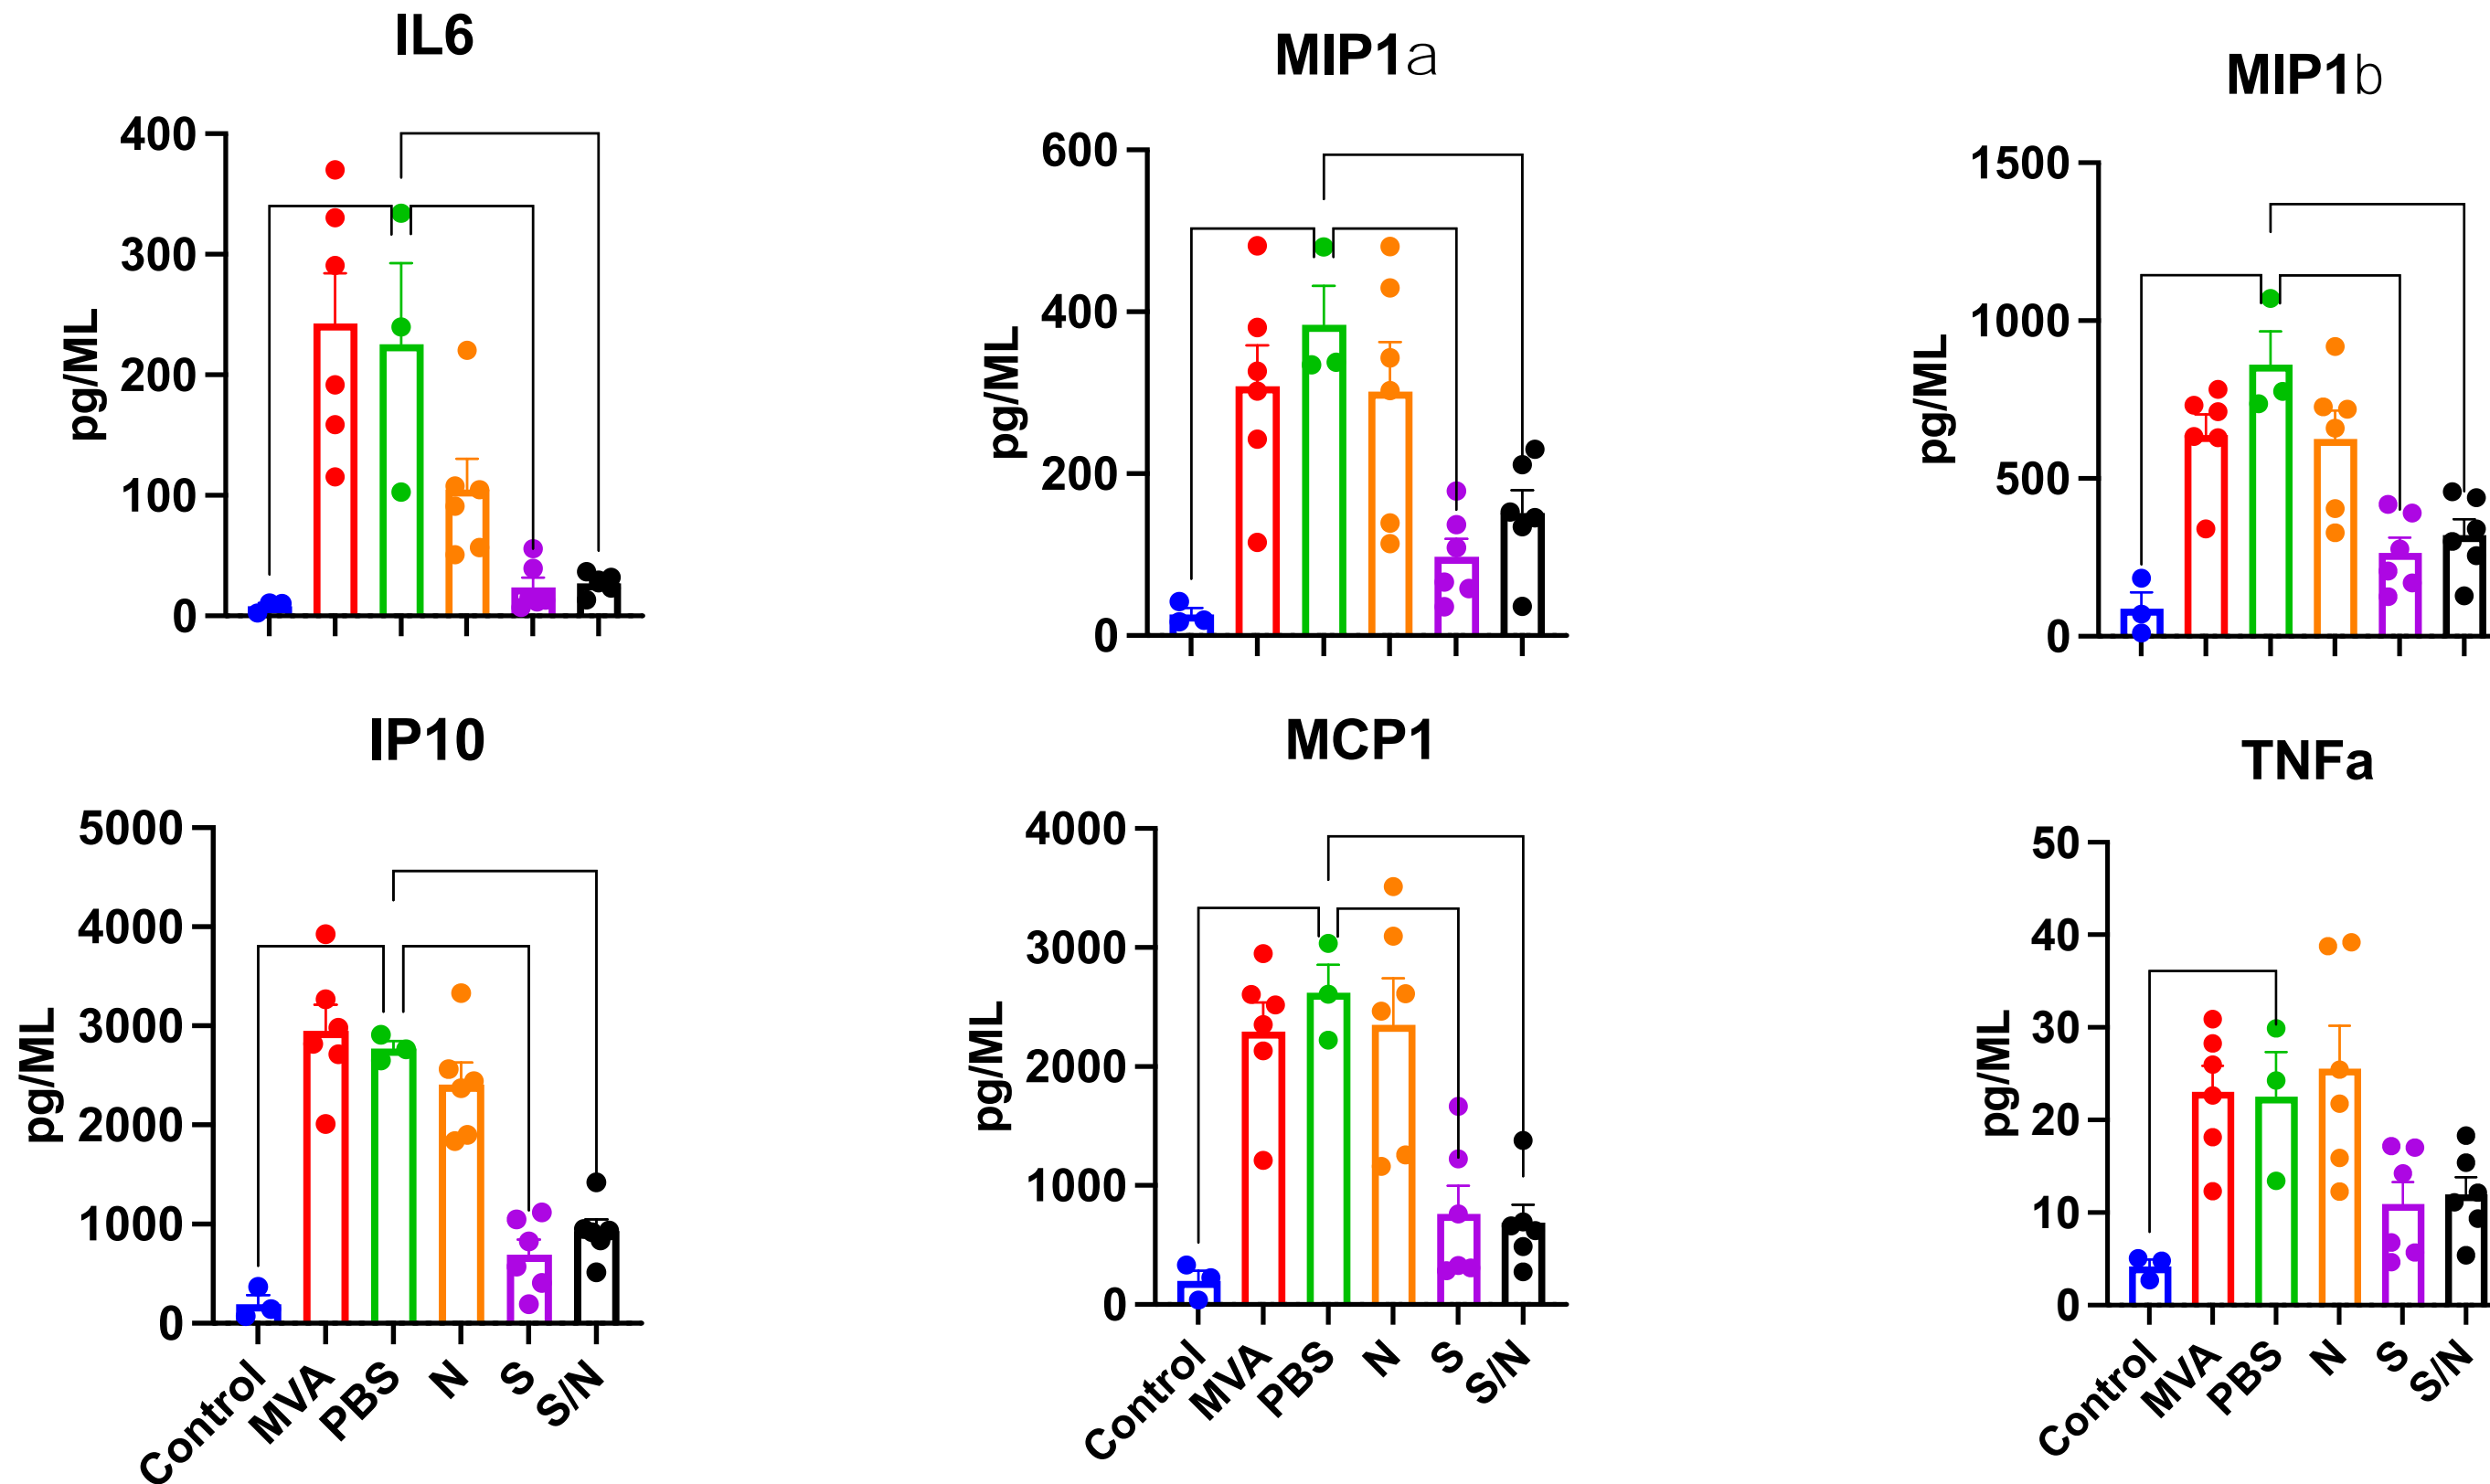 IL6
400
300
200
100
0
pg/ML
MIP1a
600
400
200
0
pg/ML
MIP1b
1500
1000
500
0
pg/ML
IP10
5000
4000
3000
2000
1000
0
pg/ML
Control
MVA
PBS
N
S
S/N
MCP1
4000
3000
2000
1000
0
pg/ML
Control
MVA
PBS
N
S
S/N
TNFa
50
40
30
20
10
0
pg/ML
Control
MVA
PBS
N
S
S/N